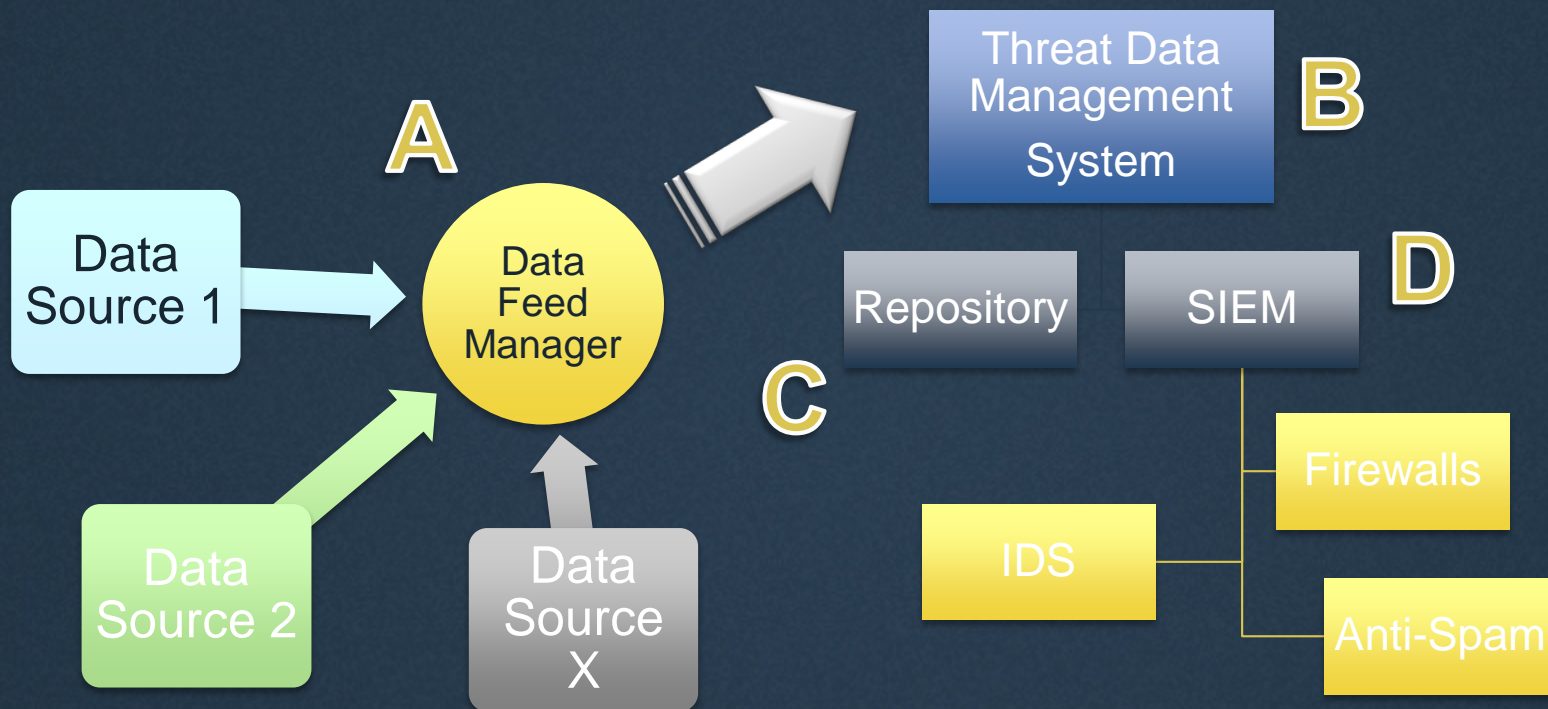 A
Data
Source 1
Data
Feed
Manager
Data
Source 2
Data
Source
X
Threat Data
Management
System
B
Repository
SIEM
D
C
Firewalls
IDS
Anti-Spam